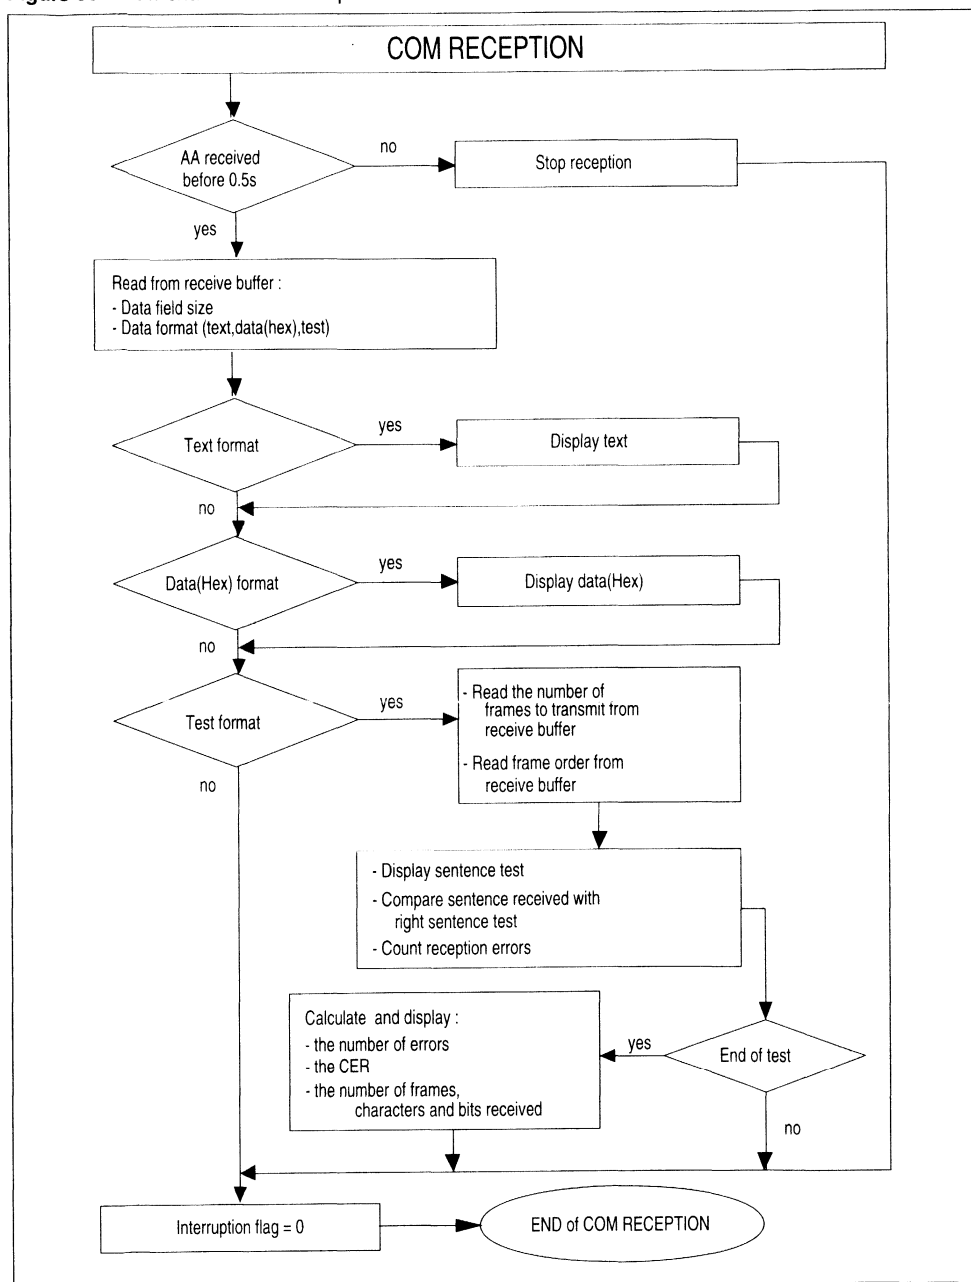 COM RECEPTION
AA received
before 0.5s
no
Stop reception
yes
Read from receive buffer :
- Data field size
- Data format (text,data(hex),test)
Text format
yes
Display text
no
Data(Hex) format
yes
Display data(Hex)
no
Test format
yes
- Read the number of
frames to transmit from
receive buffer
- Read frame order from
receive buffer
no
- Display sentence test
- Compare sentence received with
right sentence test
- Count reception errors
Calculate and display :
- the number of errors
- the CER
- the number of frames,
characters and bits received
yes
End of test
no
Interruption flag = 0
END of COM RECEPTION